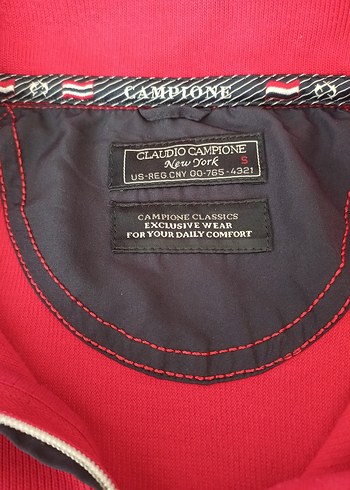 CAMPIONE
CLAUDIO CAMPIONE
New York S
US-REG CNY 00-765-4321
CAMPIONE CLASSICS
EXCLUSIVE WEAR
FOR YOUR DAILY COMFORT